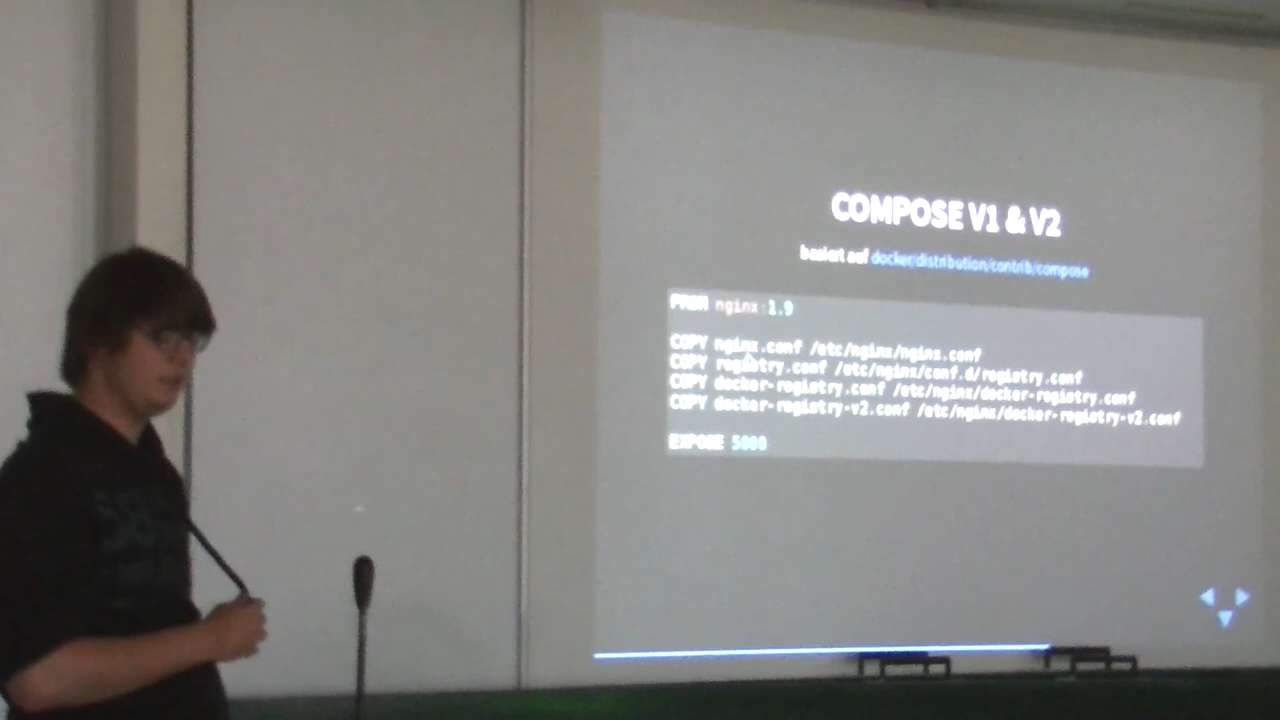 COMPOSE V1 & V2
basiert auf docker/distribution/contrib/compose
FROM nginx:1.9
COPY nginx.conf /etc/nginx/nginx.conf
COPY registry.conf /etc/nginx/conf.d/registry.conf
COPY docker-registry.conf /etc/nginx/docker-registry.conf
COPY docker-registry-v2.conf /etc/nginx/docker-registry-v2.conf
EXPOSE 5000